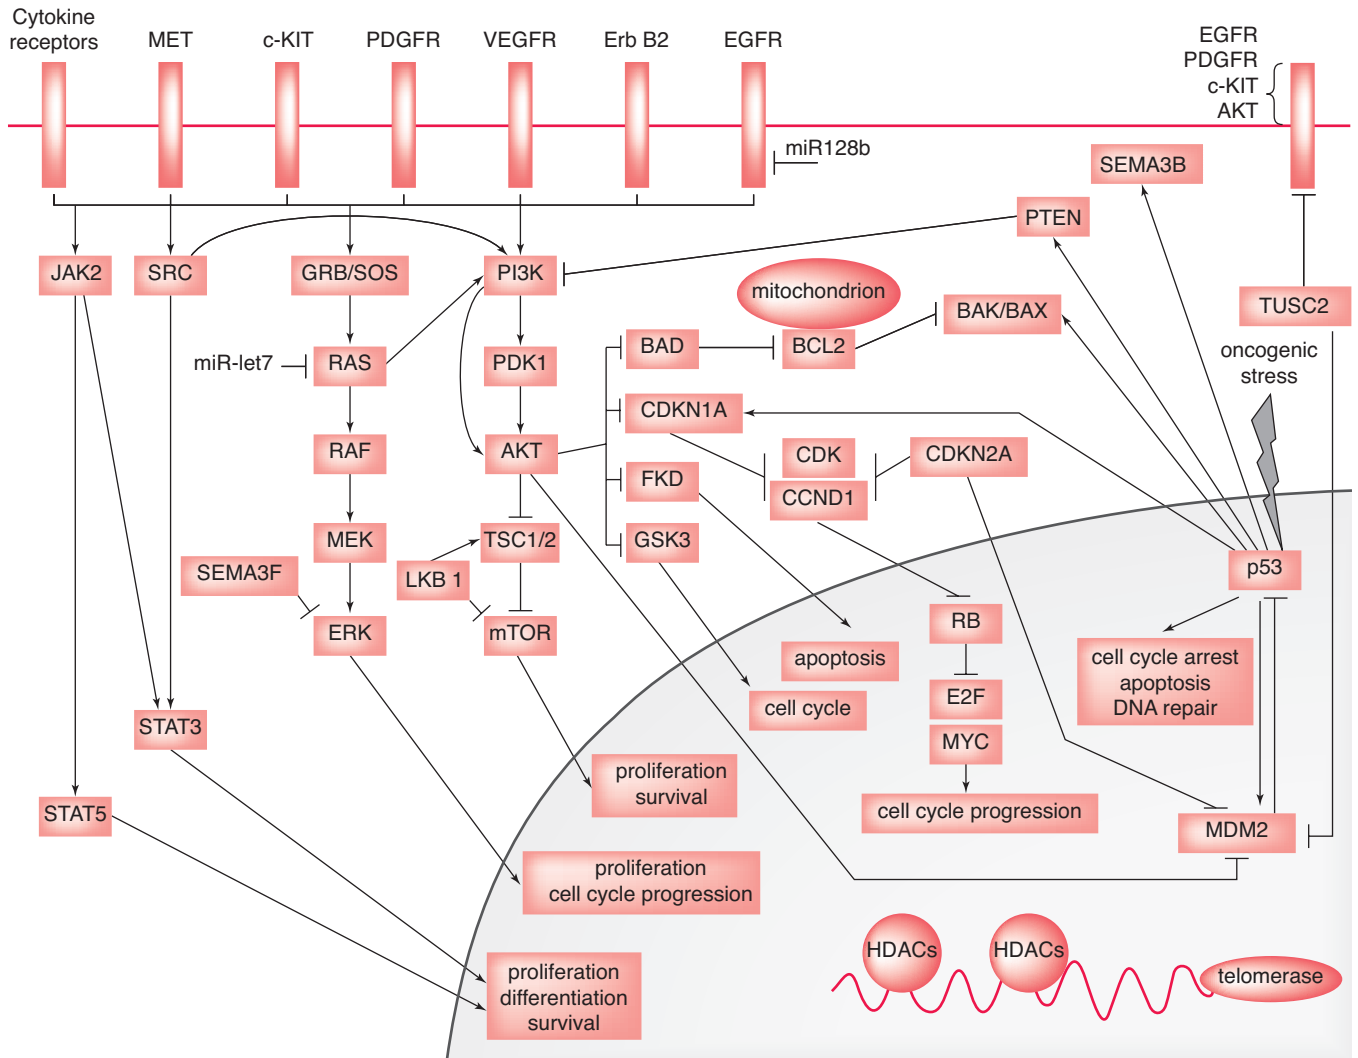 Cytokine
receptors
MET
c-KIT
PDGFR
VEGFR
Erb B2
EGFR
EGFR
PDGFR
c-KIT
AKT
miR128b
SEMA3B
PTEN
JAK2
SRC
GRB/SOS
PI3K
mitochondrion
BAK/BAX
TUSC2
miR-let7
RAS
PDK1
BAD
BCL2
oncogenic
stress
CDKN1A
RAF
AKT
CDK
CDKN2A
FKD
CCND1
MEK
TSC1/2
GSK3
SEMA3F
LKB 1
p53
ERK
mTOR
RB
apoptosis
cell cycle arrest
apoptosis
DNA repair
cell cycle
E2F
STAT3
MYC
proliferation
survival
STAT5
cell cycle progression
MDM2
proliferation
cell cycle progression
HDACs
HDACs
telomerase
proliferation
differentiation
survival